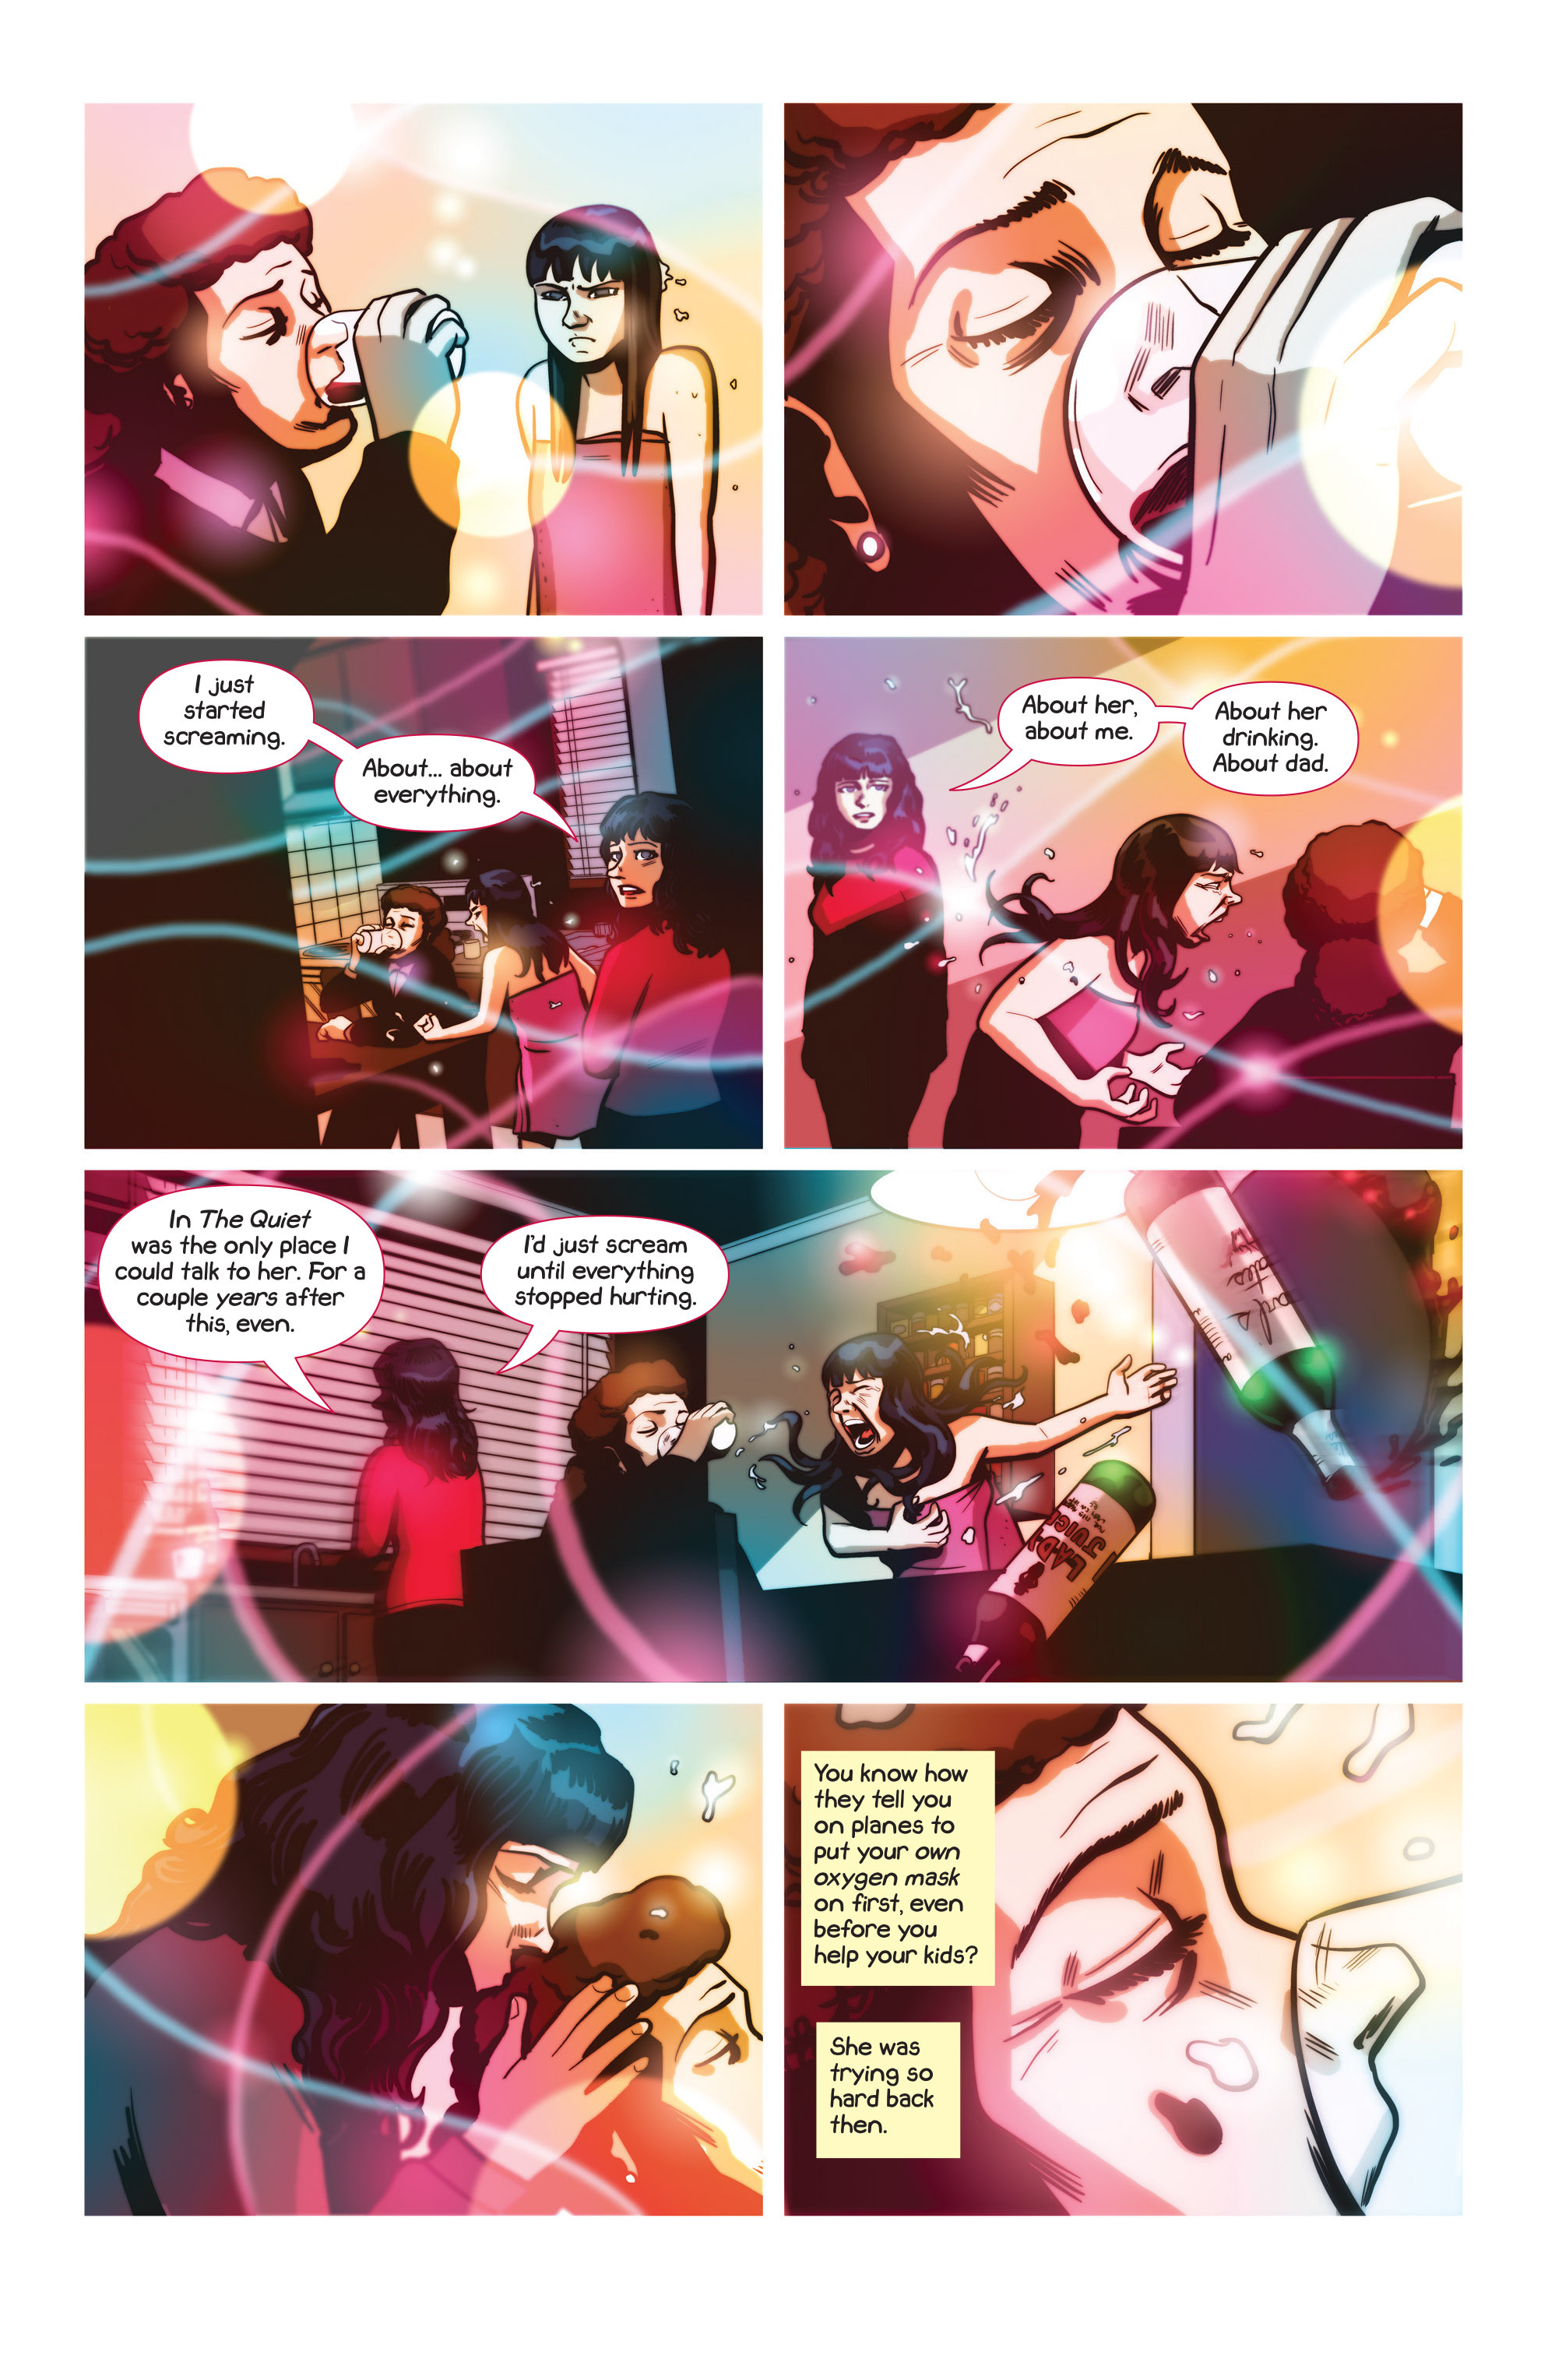 I just
started
screaming.
About... about
everything.
About her,
about me.
About her
drinking.
About dad.
In The Quiet
was the only place I
could talk to her. For a
couple years after
this, even.
I'd just scream
until everything
stopped hurting.
LADY
JUICE
You know how
they tell you
on planes to
put your own
oxygen mask
on first, even
before you
help your kids?
She was
trying so
hard back
then.